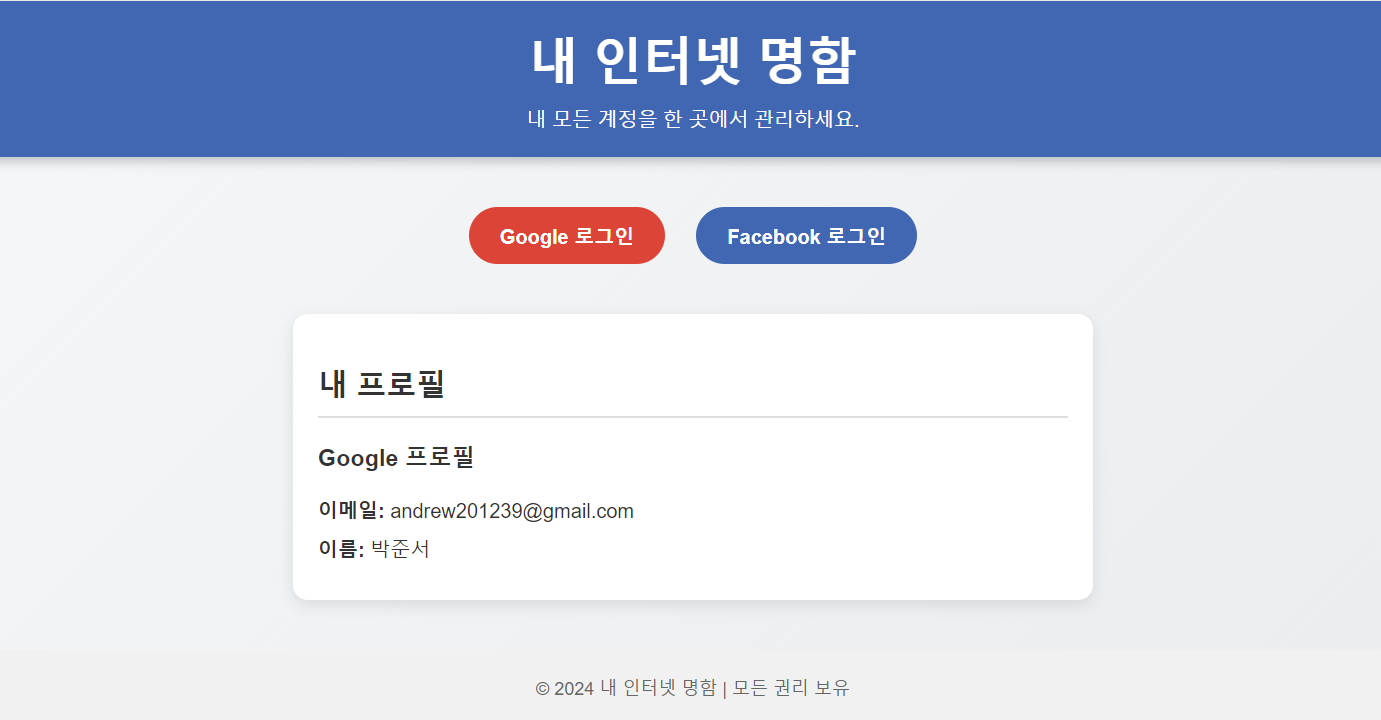 내 인터넷 명함
내 모든 계정을 한 곳에서 관리하세요.
Google 로그인
Facebook 로그인
내 프로필
Google 프로필
이메일: andrew201239@gmail.com
이름: 박준서
© 2024 내 인터넷 명함 | 모든 권리 보유